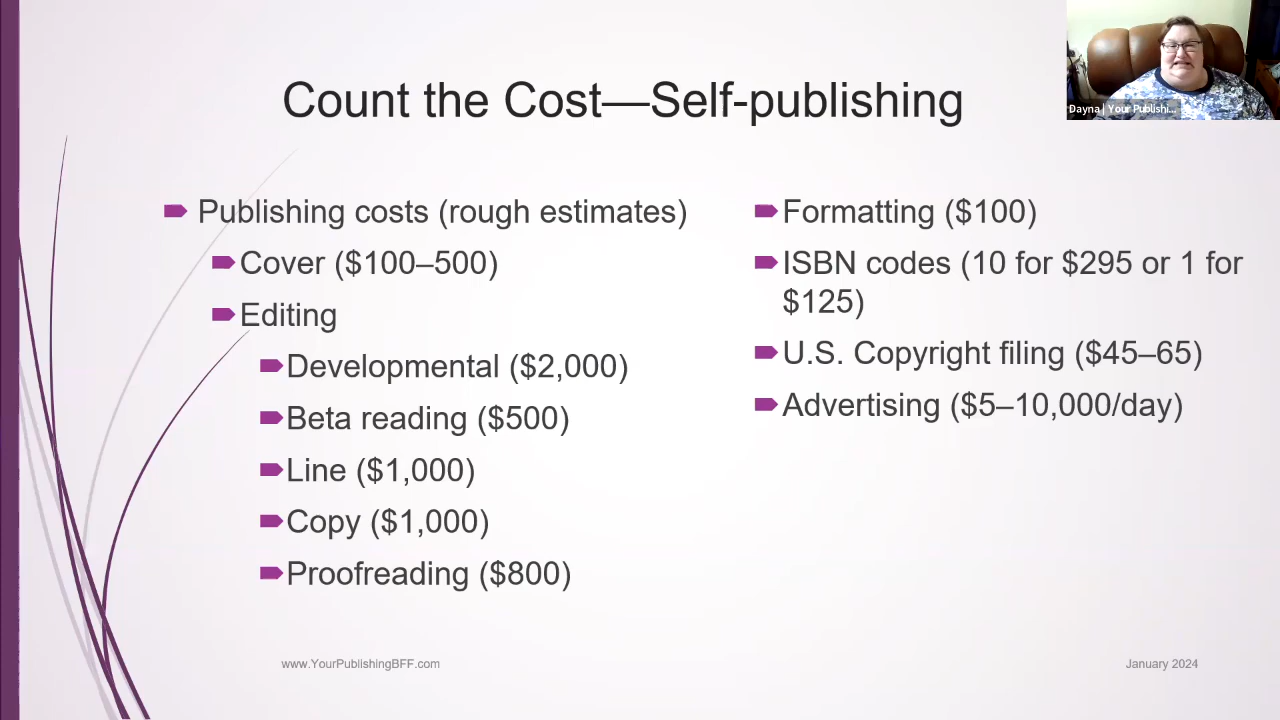 Count the Cost—Self-publishing
Dayna | Your Publishi...
Publishing costs (rough estimates)
Cover ($100–500)
Editing
Developmental ($2,000)
Beta reading ($500)
Line ($1,000)
Copy ($1,000)
Proofreading ($800)
Formatting ($100)
ISBN codes (10 for $295 or 1 for
$125)
U.S. Copyright filing ($45–65)
Advertising ($5–10,000/day)
www.YourPublishingBFF.com
January 2024